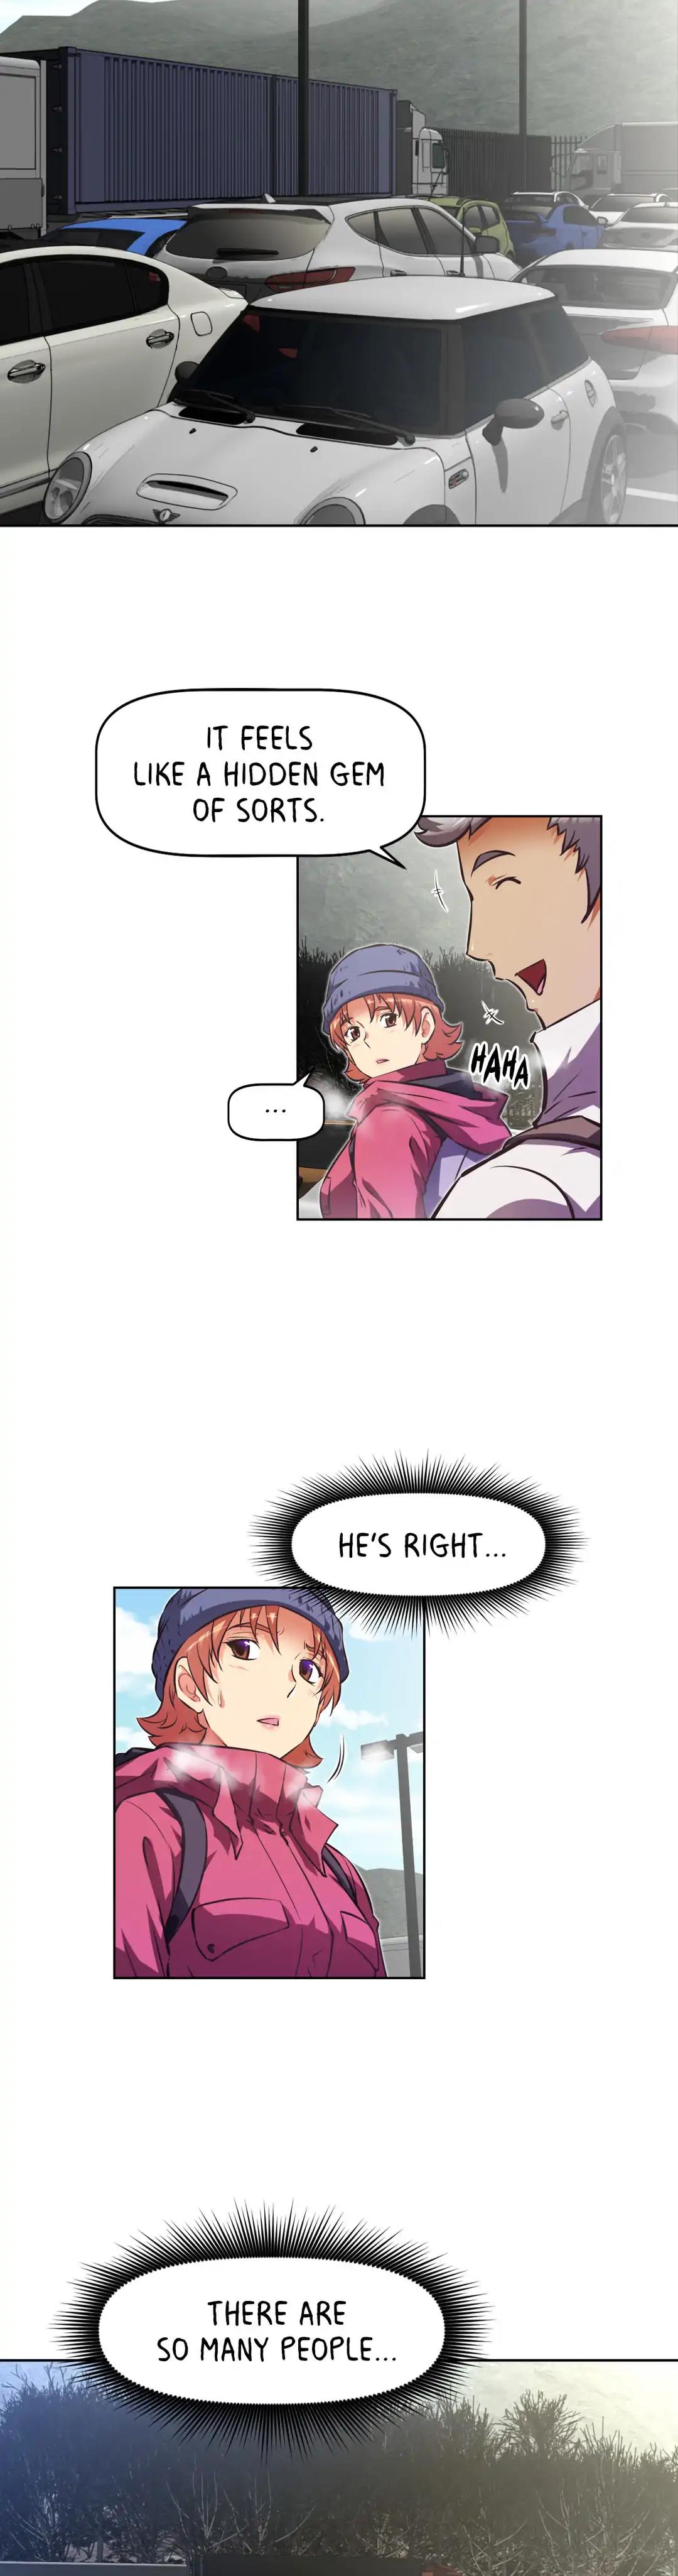 IT FEELS
LIKE A HIDDEN GEM
OF SORTS.
HAHA
...
HE'S RIGHT...
THERE ARE
SO MANY PEOPLE...